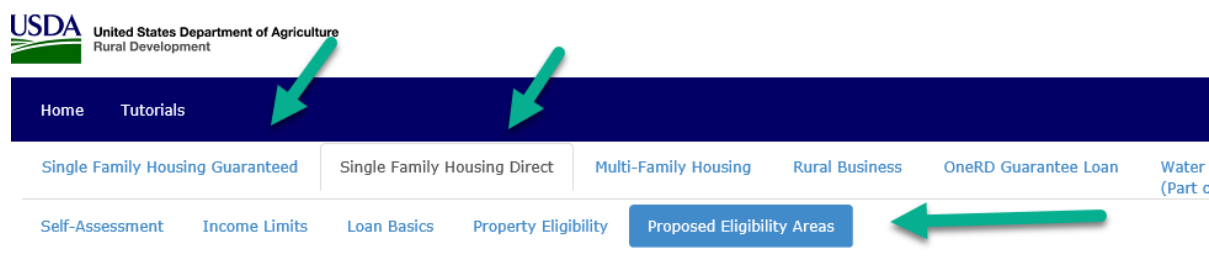 USDA
United States Department of Agriculture
Rural Development
Home Tutorials
Single Family Housing Guaranteed Single Family Housing Direct Multi-Family Housing Rural Business OneRD Guarantee Loan Water
(Part o
Self-Assessment Income Limits Loan Basics Property Eligibility Proposed Eligibility Areas